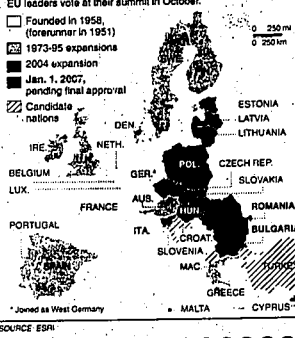 EU leaders vote at their summit in October.
Founded in 1958,
(forerunner in 1951)
1973-95 expansions
2004 expansion
Jan. 1, 2007,
pending final approval
Candidate
nations
0 250 mi
0 250 km
ESTONIA
LATVIA
LITHUANIA
DEN.
IRE.
NETH.
BELGIUM
LUX.
GER.*
POL.
CZECH REP.
SLOVAKIA
FRANCE
AUS.
HUN.
ROMANIA
PORTUGAL
ITA.
CROAT.
BULGARIA
SLOVENIA
SPAIN
MAC.
TURKEY
GREECE
* Joined as West Germany
MALTA
CYPRUS
SOURCE: ESRI